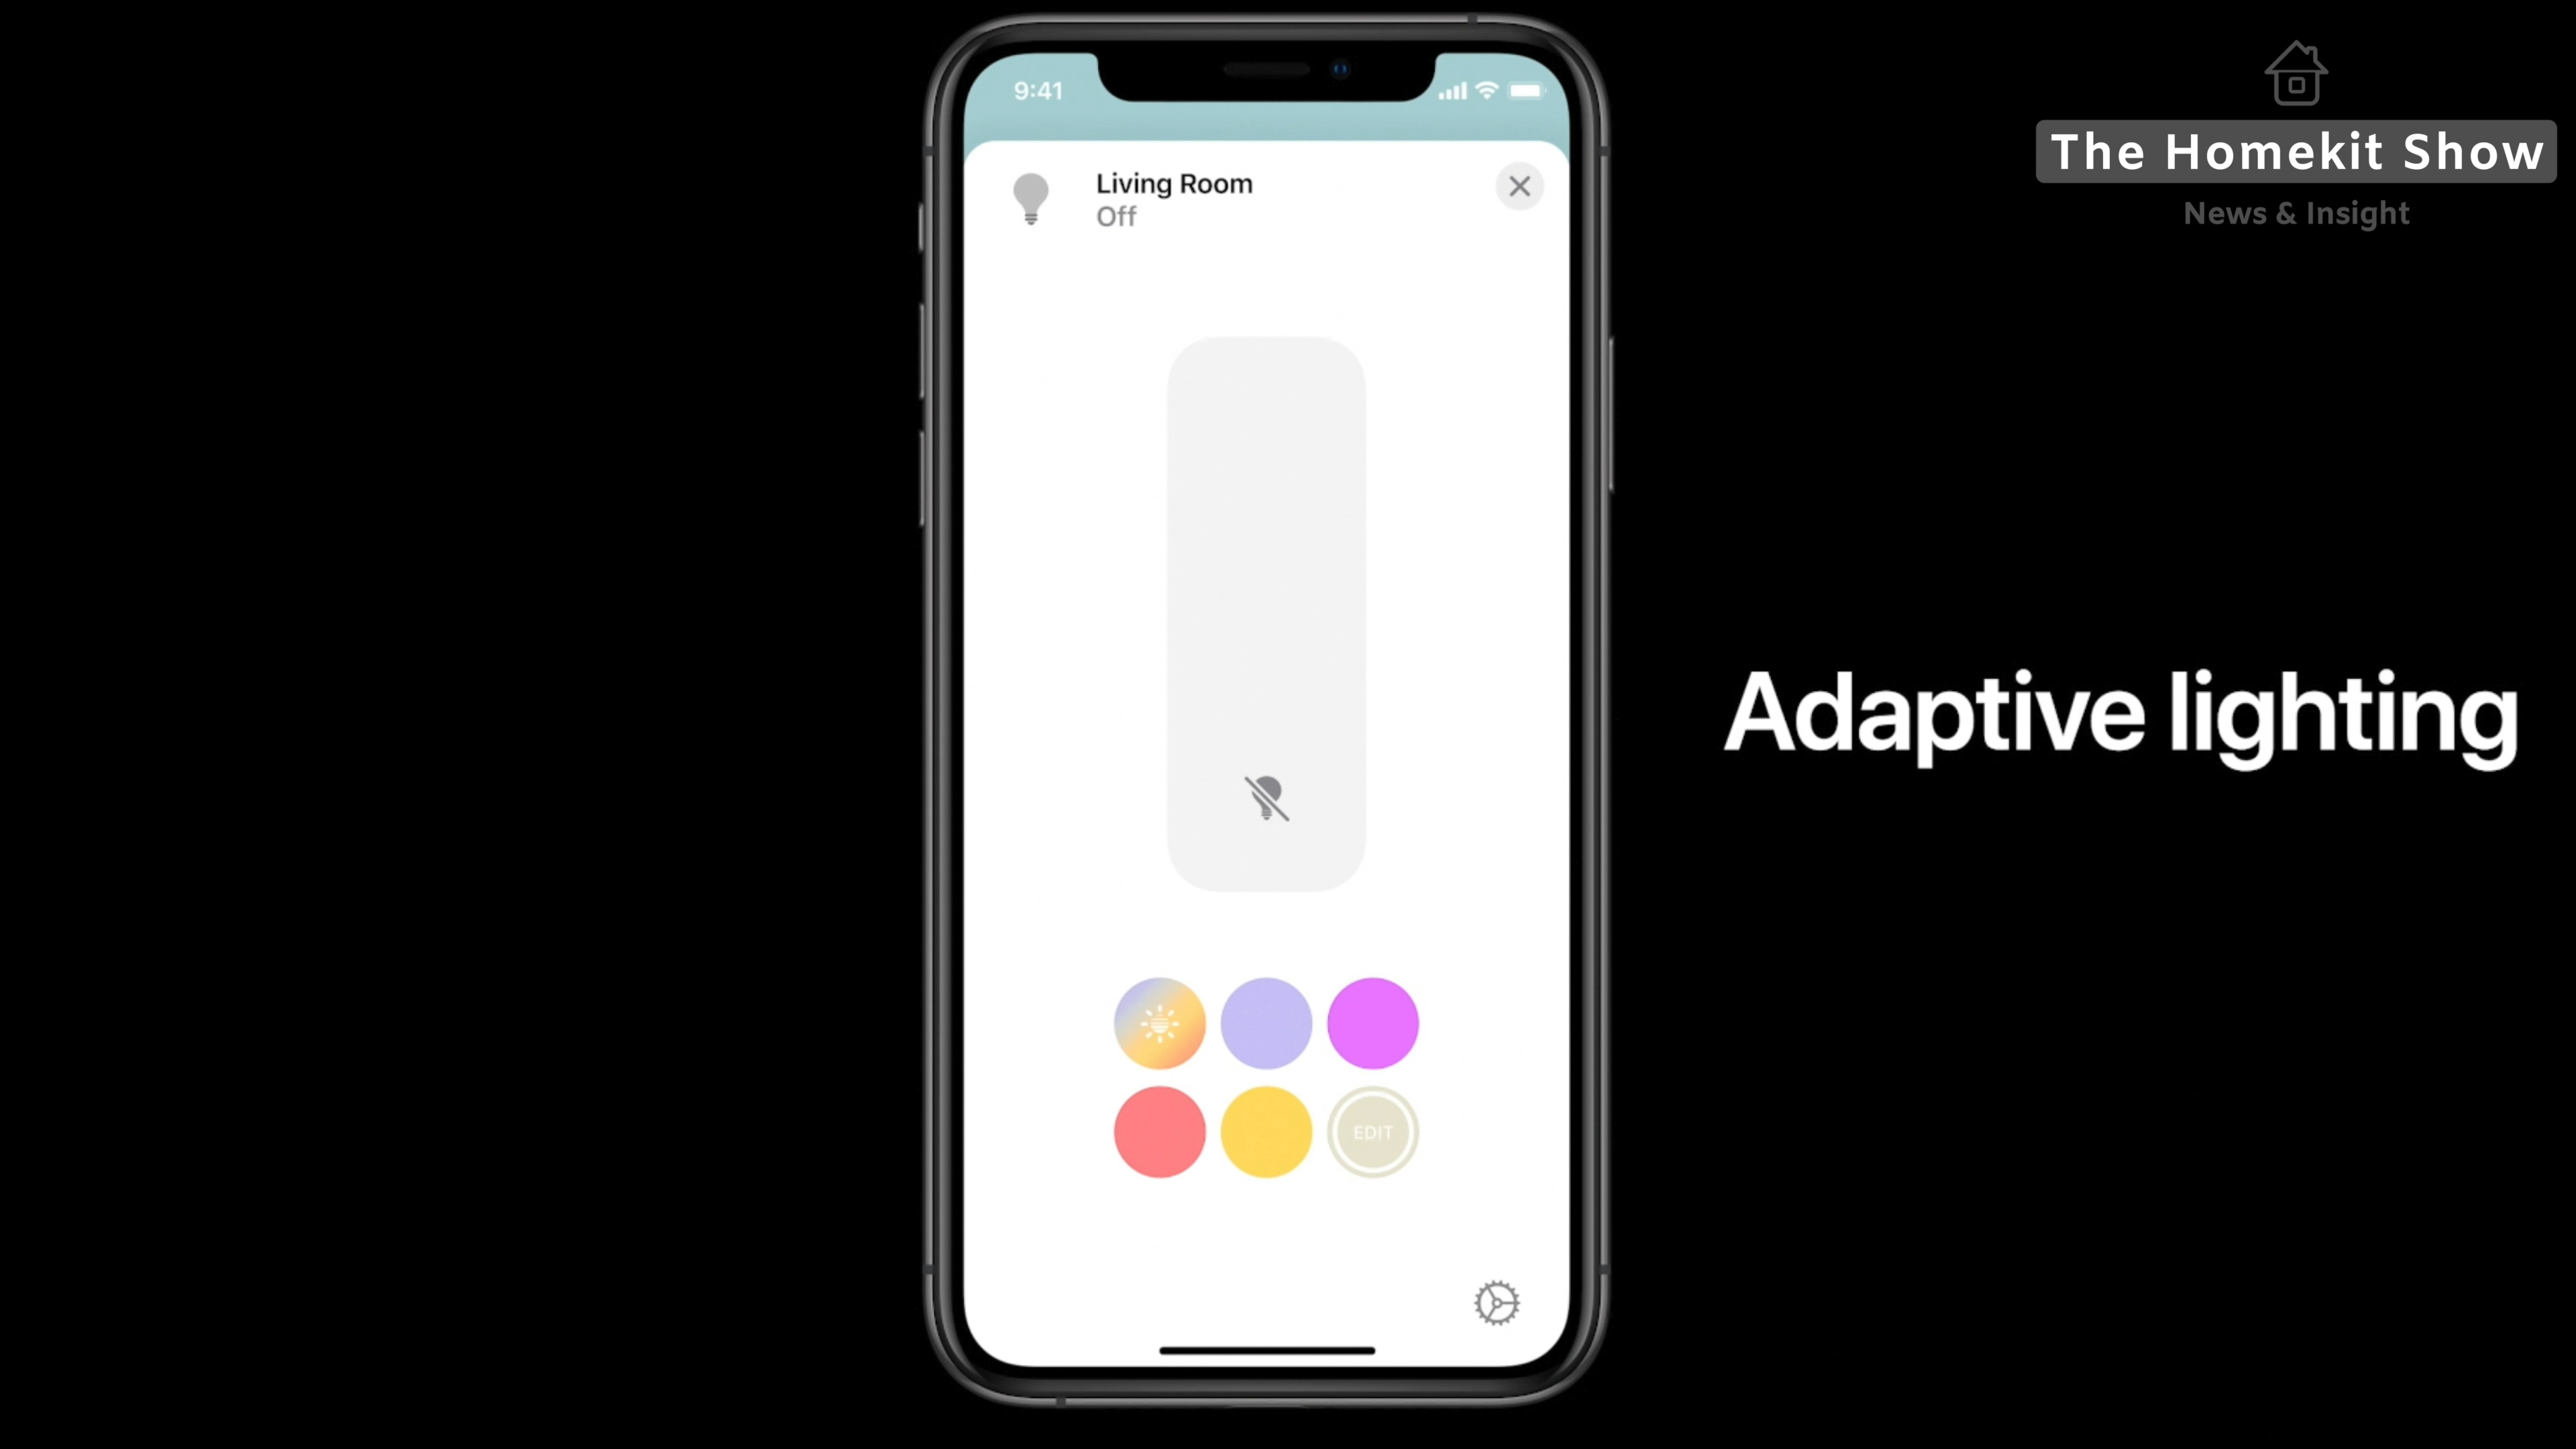 9:41
Living Room
Off
EDIT
The Homekit Show
News & Insight
Adaptive lighting